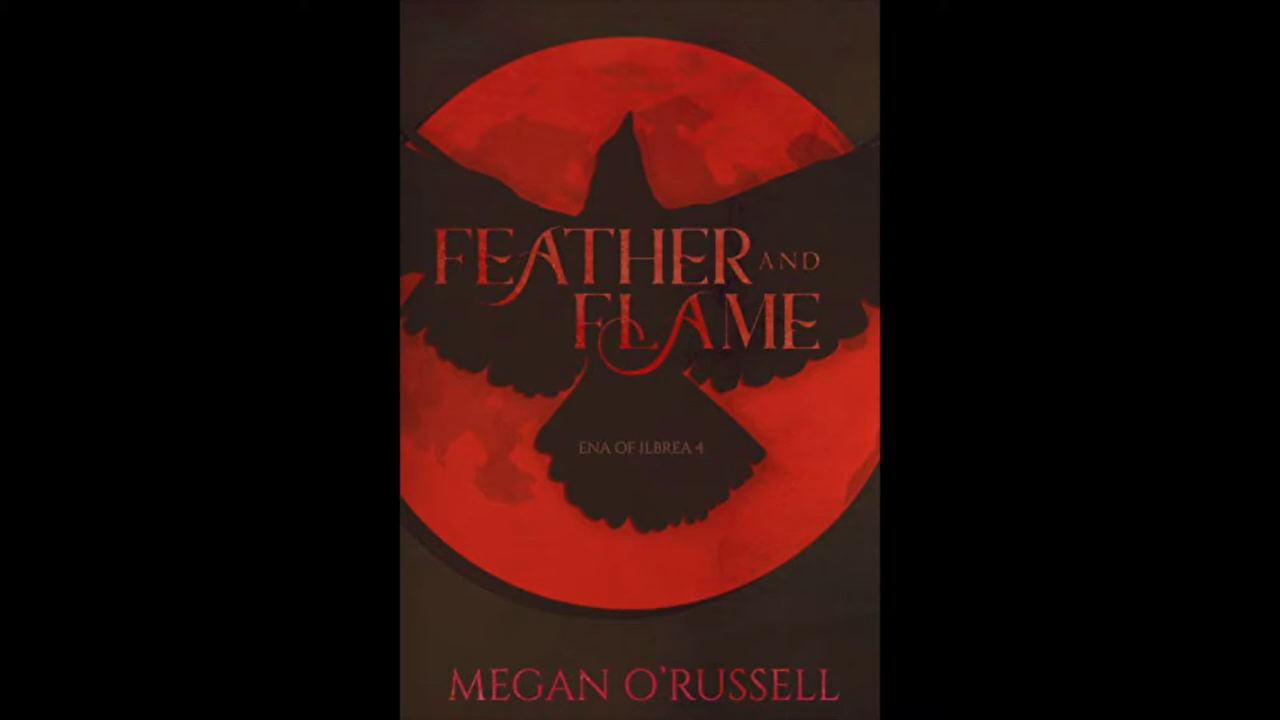 FEATHER AND
FLAME
ENA OF ILBREA 4
MEGAN O'RUSSELL